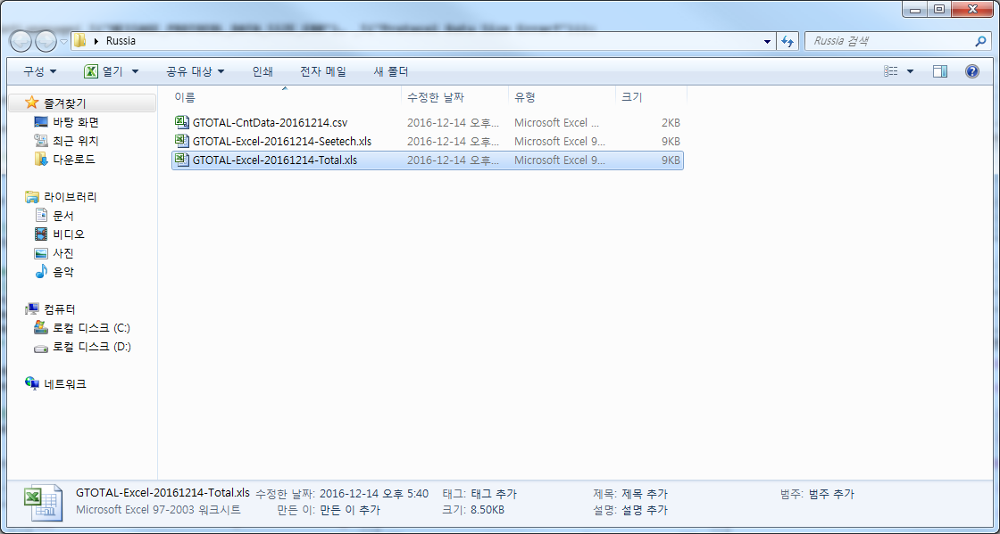 Russia
Russia 검색
구성 열기 공유 대상 인쇄 전자 메일 새 폴더
이름 수정한 날짜 유형 크기
GTOTAL-CntData-20161214.csv 2016-12-14 오후... Microsoft Excel ... 2KB
GTOTAL-Excel-20161214-Seetech.xls 2016-12-14 오후... Microsoft Excel 9... 9KB
GTOTAL-Excel-20161214-Total.xls 2016-12-14 오후... Microsoft Excel 9... 9KB
즐겨찾기
바탕 화면
최근 위치
다운로드
라이브러리
문서
비디오
사진
음악
컴퓨터
로컬 디스크 (C:)
로컬 디스크 (D:)
네트워크
GTOTAL-Excel-20161214-Total.xls 수정한 날짜: 2016-12-14 오후 5:40 태그: 태그 추가 제목: 제목 추가 범주: 범주 추가
Microsoft Excel 97-2003 워크시트 만든 이: 만든 이 추가 크기: 8.50KB 설명: 설명 추가